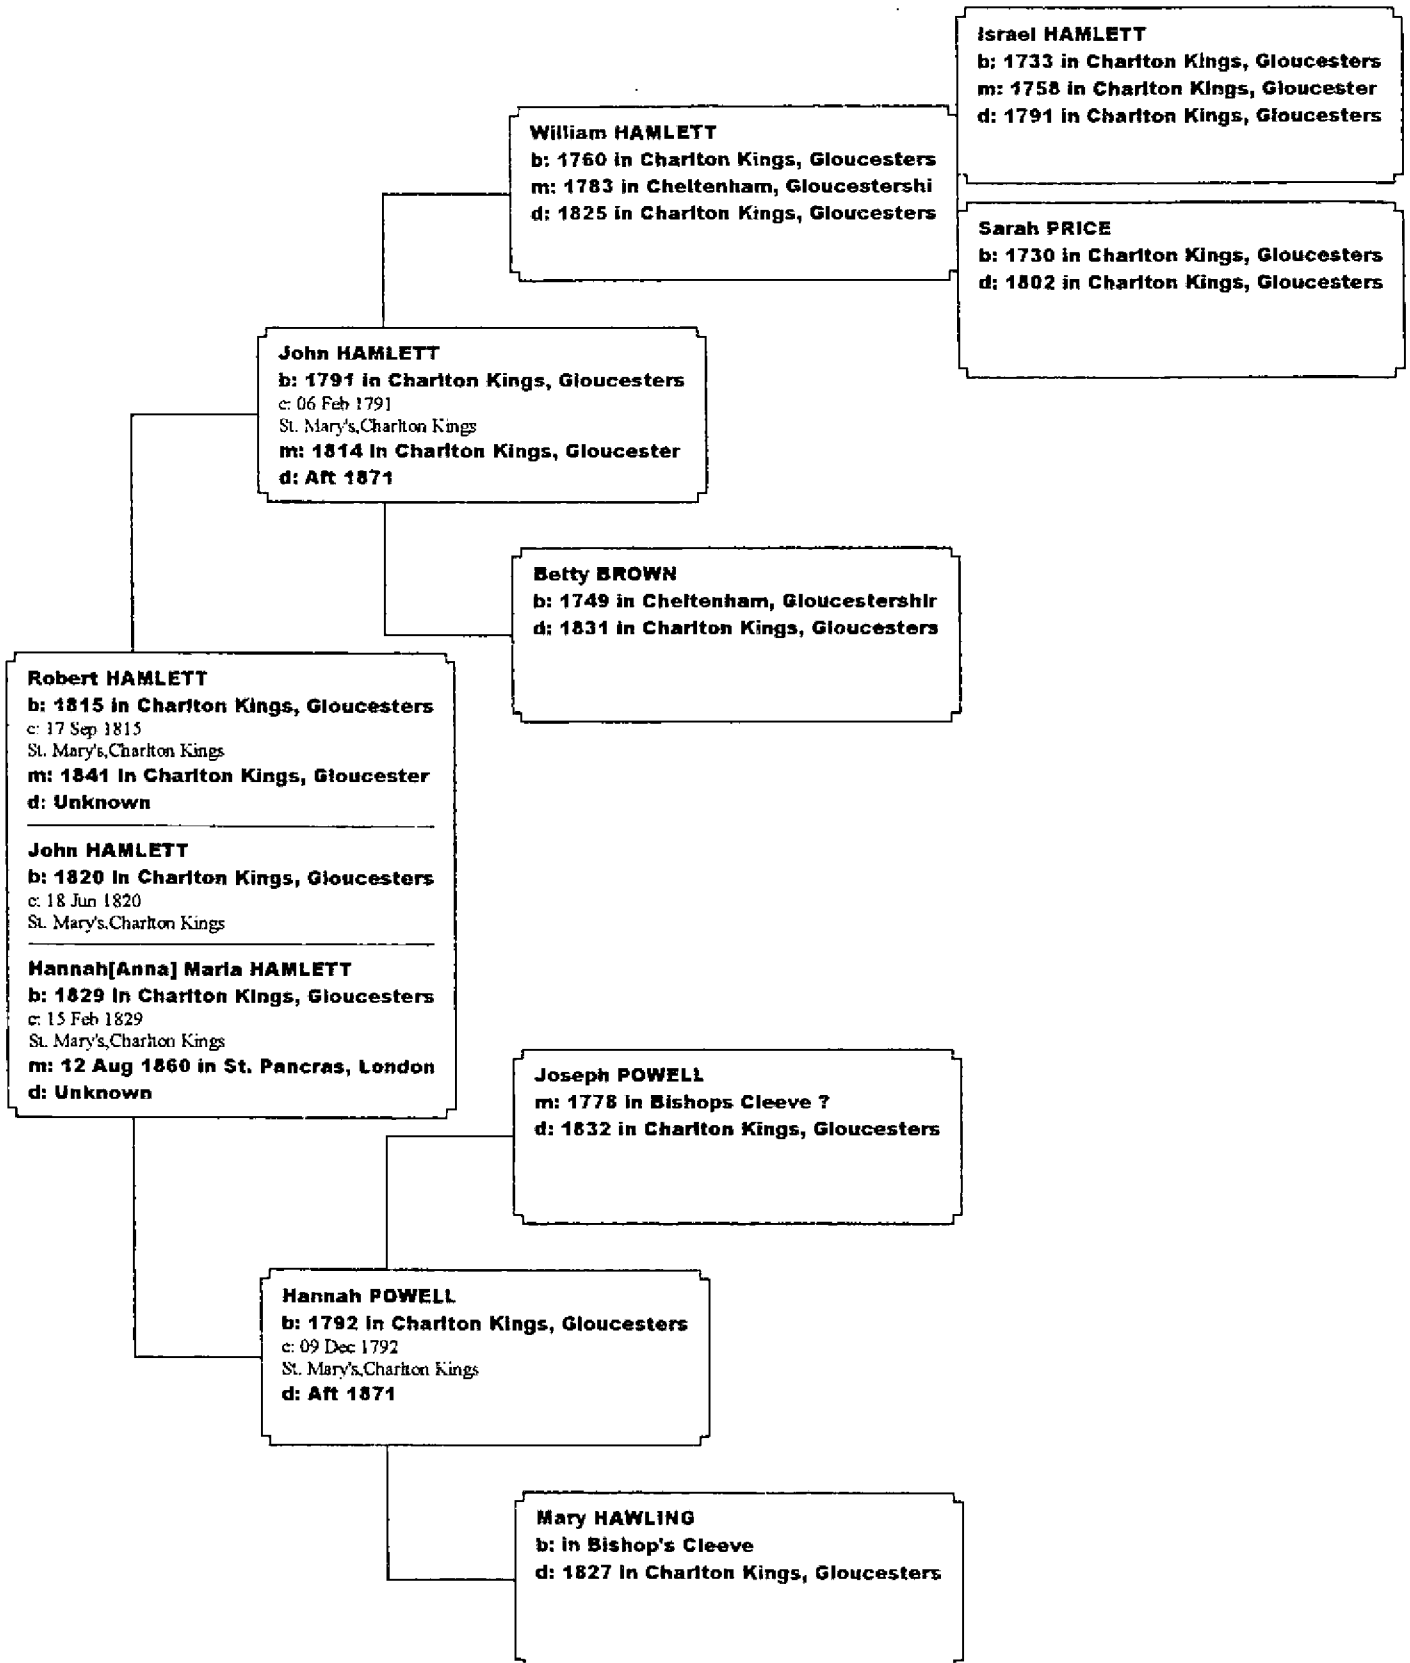 Israel HAMLETT
b: 1733 in Charlton Kings, Gloucesters
m: 1758 in Charlton Kings, Gloucester
d: 1791 in Charlton Kings, Gloucesters
William HAMLETT
b: 1760 in Charlton Kings, Gloucesters
m: 1783 in Cheltenham, Gloucestershi
d: 1825 in Charlton Kings, Gloucesters
Sarah PRICE
b: 1730 in Charlton Kings, Gloucesters
d: 1802 in Charlton Kings, Gloucesters
John HAMLETT
b: 1791 in Charlton Kings, Gloucesters
c: 06 Feb 1791
St. Mary's,Charlton Kings
m: 1814 in Charlton Kings, Gloucester
d: Aft 1871
Betty BROWN
b: 1749 in Cheltenham, Gloucestershir
d: 1831 in Charlton Kings, Gloucesters
Robert HAMLETT
b: 1815 in Charlton Kings, Gloucesters
c: 17 Sep 1815
St. Mary's,Charlton Kings
m: 1841 in Charlton Kings, Gloucester
d: Unknown
John HAMLETT
b: 1820 in Charlton Kings, Gloucesters
c: 18 Jun 1820
St. Mary's,Charlton Kings
Hannah[Anna] Maria HAMLETT
b: 1829 in Charlton Kings, Gloucesters
c: 15 Feb 1829
St. Mary's,Charlton Kings
m: 12 Aug 1860 in St. Pancras, London
d: Unknown
Joseph POWELL
m: 1778 in Bishops Cleeve ?
d: 1832 in Charlton Kings, Gloucesters
Hannah POWELL
b: 1792 in Charlton Kings, Gloucesters
c: 09 Dec 1792
St. Mary's,Charlton Kings
d: Aft 1871
Mary HAWLING
b: in Bishop's Cleeve
d: 1827 in Charlton Kings, Gloucesters